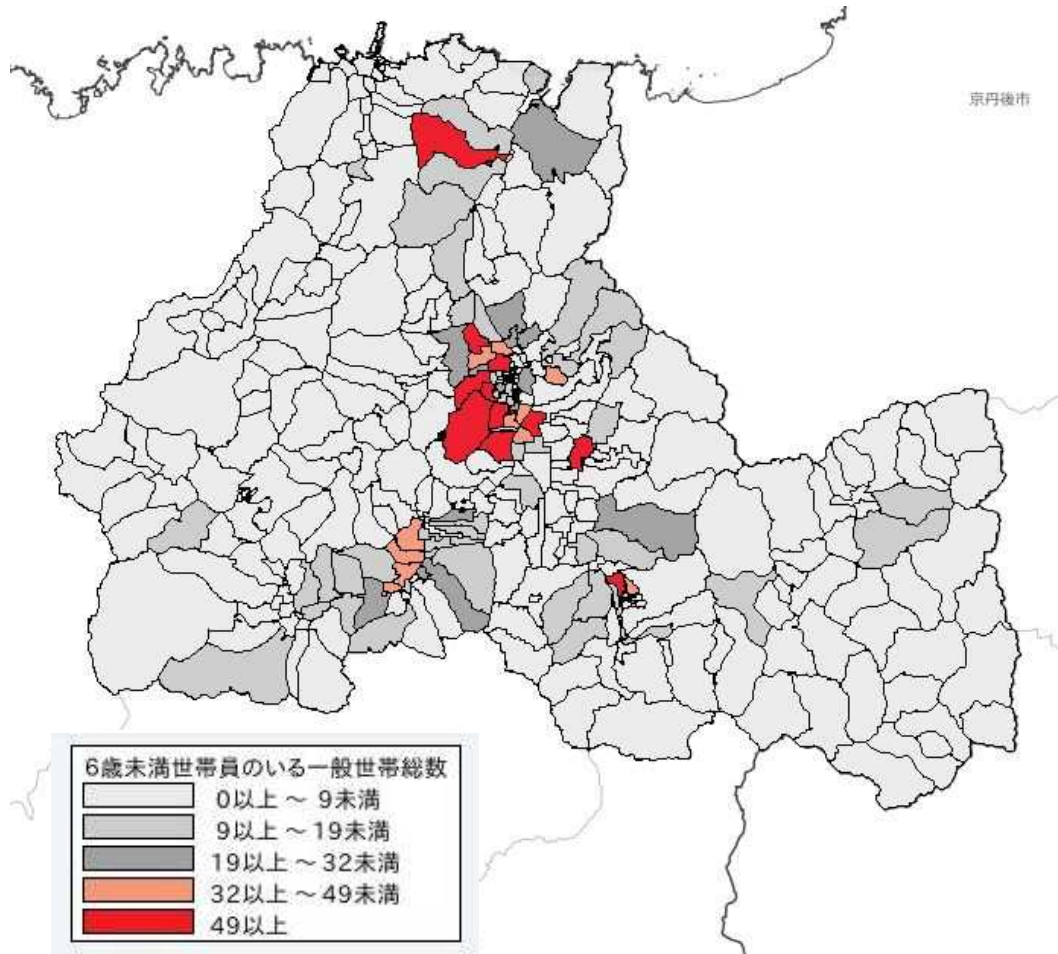 京丹後市
6歳未満世帯員のいる一般世帯総数
0以上 ~ 9未満
9以上 ~ 19未満
19以上 ~ 32未満
32以上 ~ 49未満
49以上